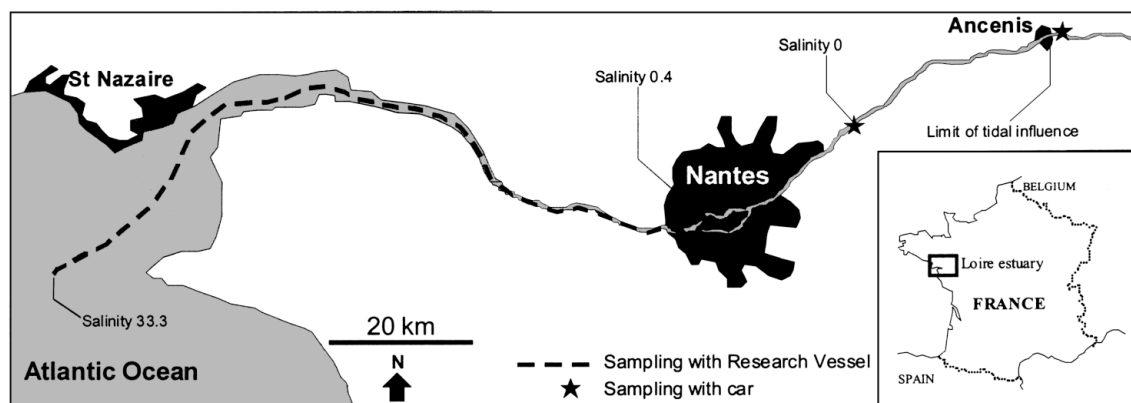 Ancenis
Salinity 0
St Nazaire
Salinity 0.4
Limit of tidal influence
Nantes
BELGIUM
Loire estuary
FRANCE
SPAIN
Salinity 33.3
20 km
N
Atlantic Ocean
Sampling with Research Vessel
Sampling with car